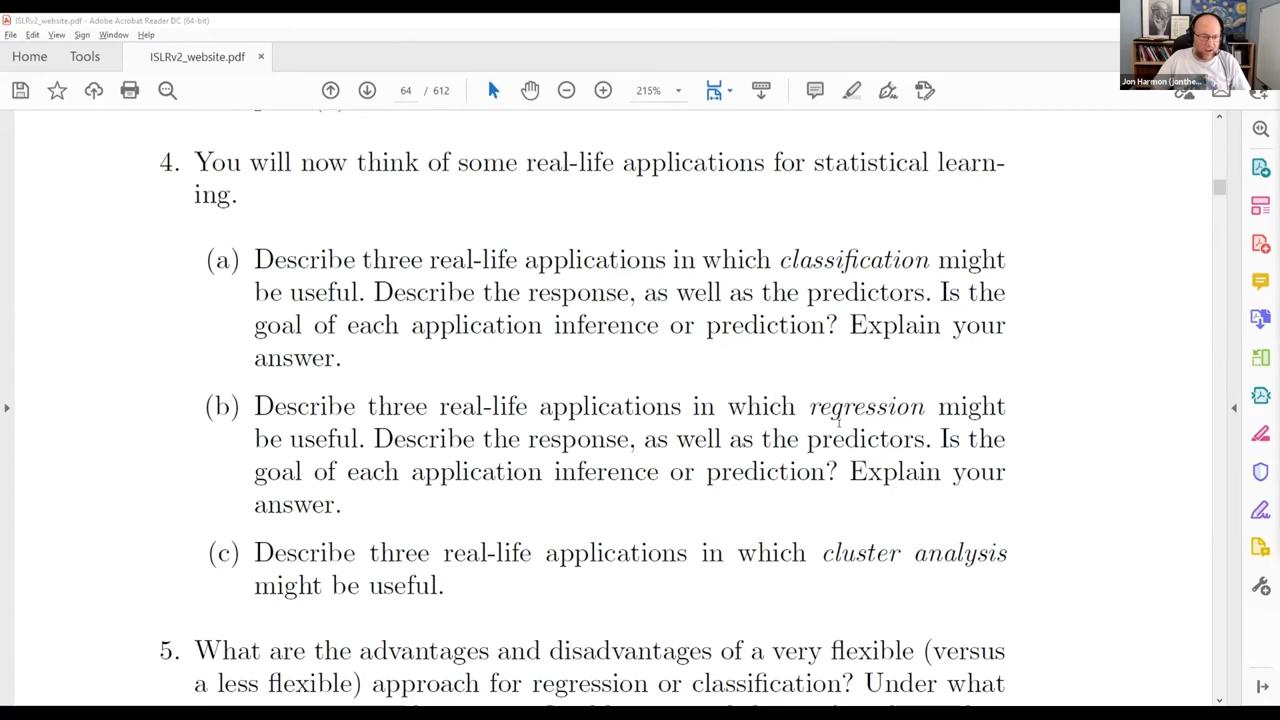 ISLRv2_website.pdf - Adobe Acrobat Reader DC (64-bit)
File Edit View Sign Window Help
Home Tools ISLRv2_website.pdf ×
64 / 612 215%
Jon Harmon (jonthe...
4. You will now think of some real-life applications for statistical learn-
ing.
(a) Describe three real-life applications in which classification might
be useful. Describe the response, as well as the predictors. Is the
goal of each application inference or prediction? Explain your
answer.
(b) Describe three real-life applications in which regression might
be useful. Describe the response, as well as the predictors. Is the
goal of each application inference or prediction? Explain your
answer.
(c) Describe three real-life applications in which cluster analysis
might be useful.
5. What are the advantages and disadvantages of a very flexible (versus
a less flexible) approach for regression or classification? Under what